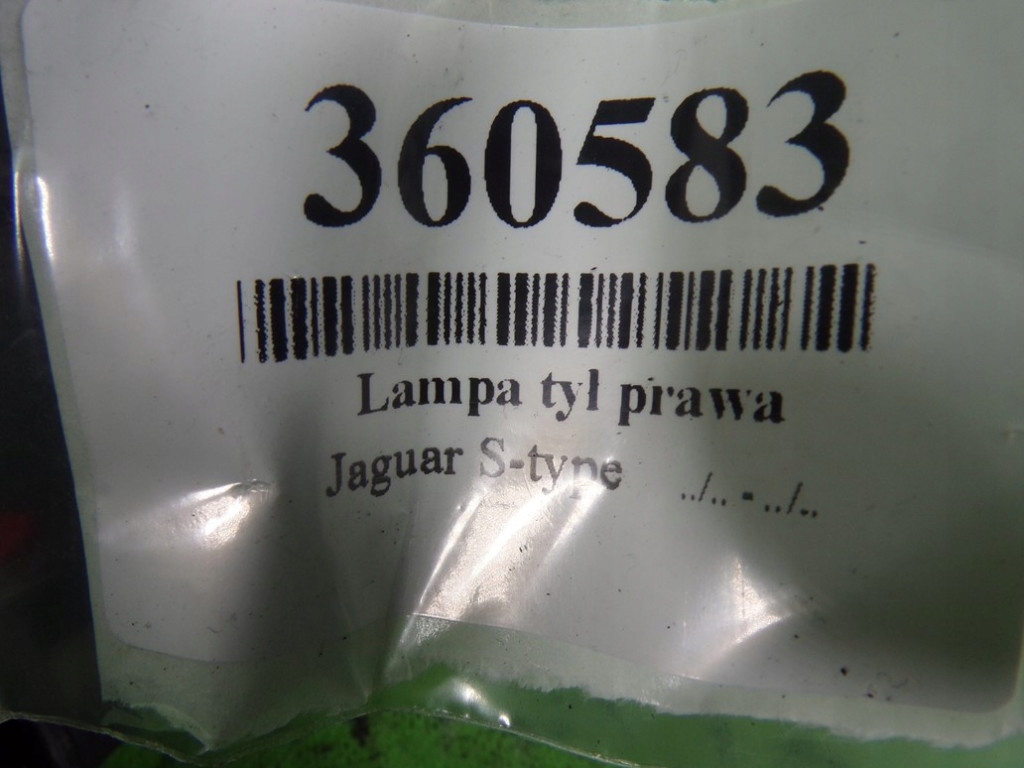 360583
Lampa tył prawa
Jaguar S-type ../.. - ../..